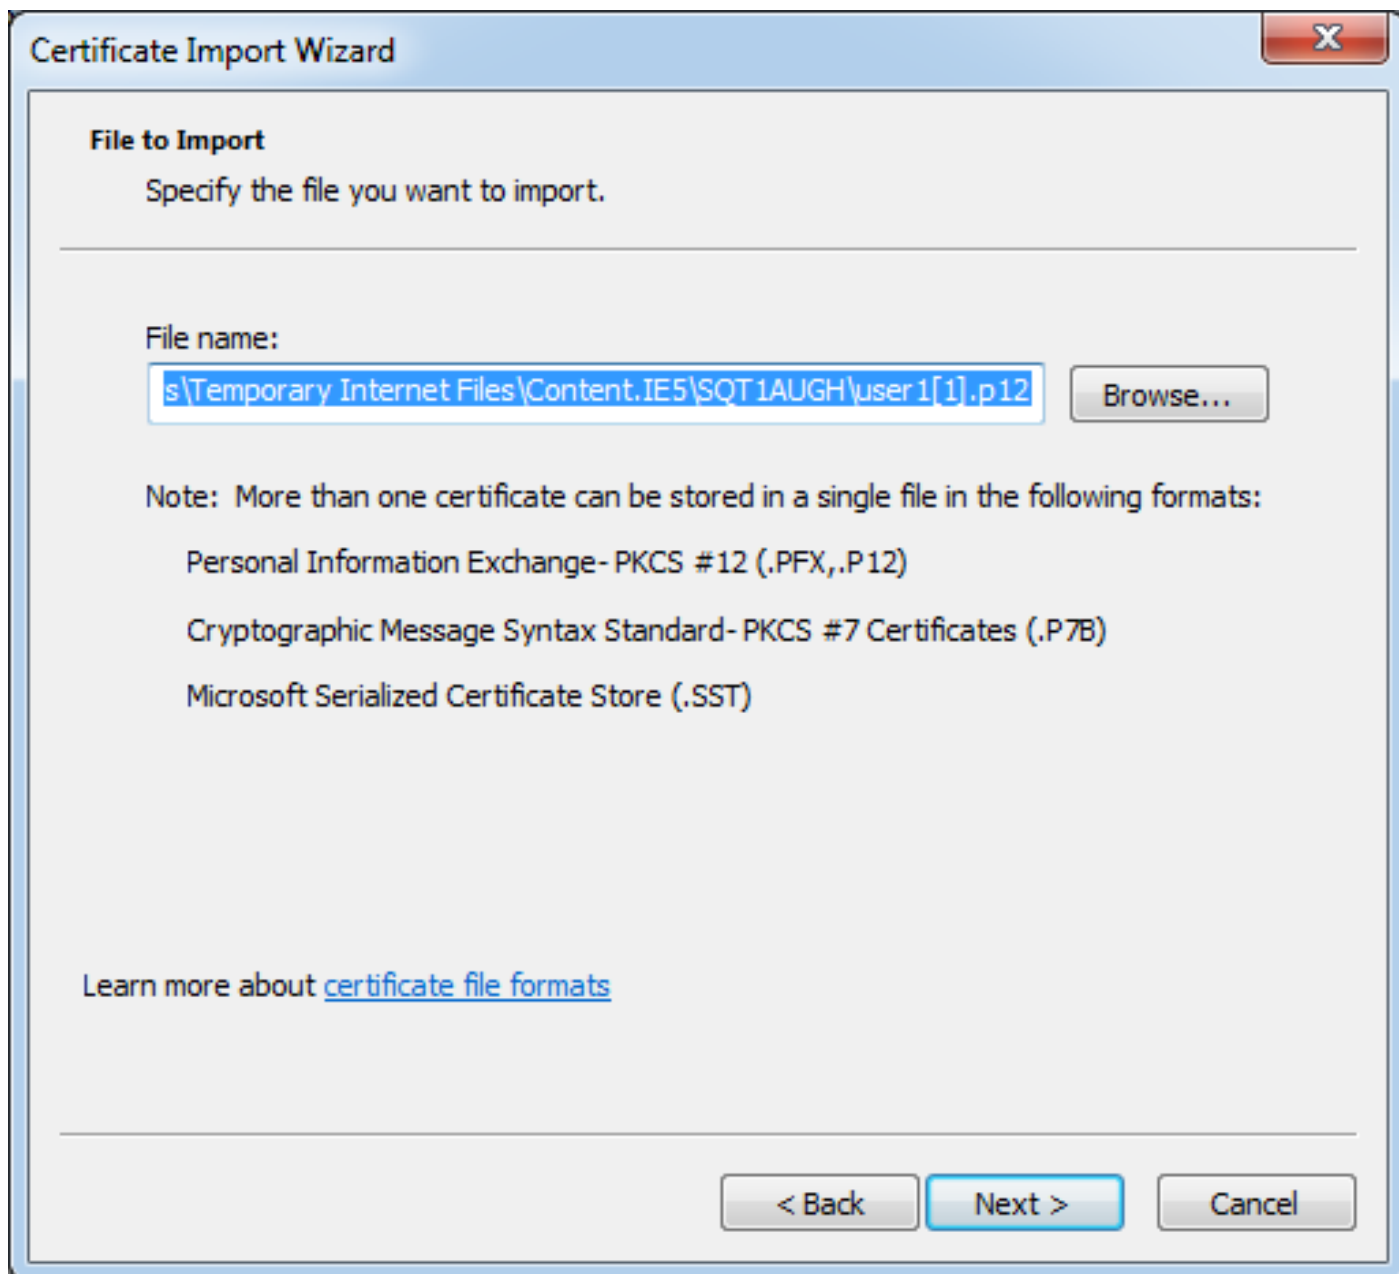 Certificate Import Wizard
File to Import
Specify the file you want to import.
File name:
s\Temporary Internet Files\Content.IE5\SQT1AUGH\user1[1].p12
Browse...
Note: More than one certificate can be stored in a single file in the following formats:
Personal Information Exchange- PKCS #12 (.PFX,.P12)
Cryptographic Message Syntax Standard- PKCS #7 Certificates (.P7B)
Microsoft Serialized Certificate Store (.SST)
Learn more about certificate file formats
< Back
Next >
Cancel